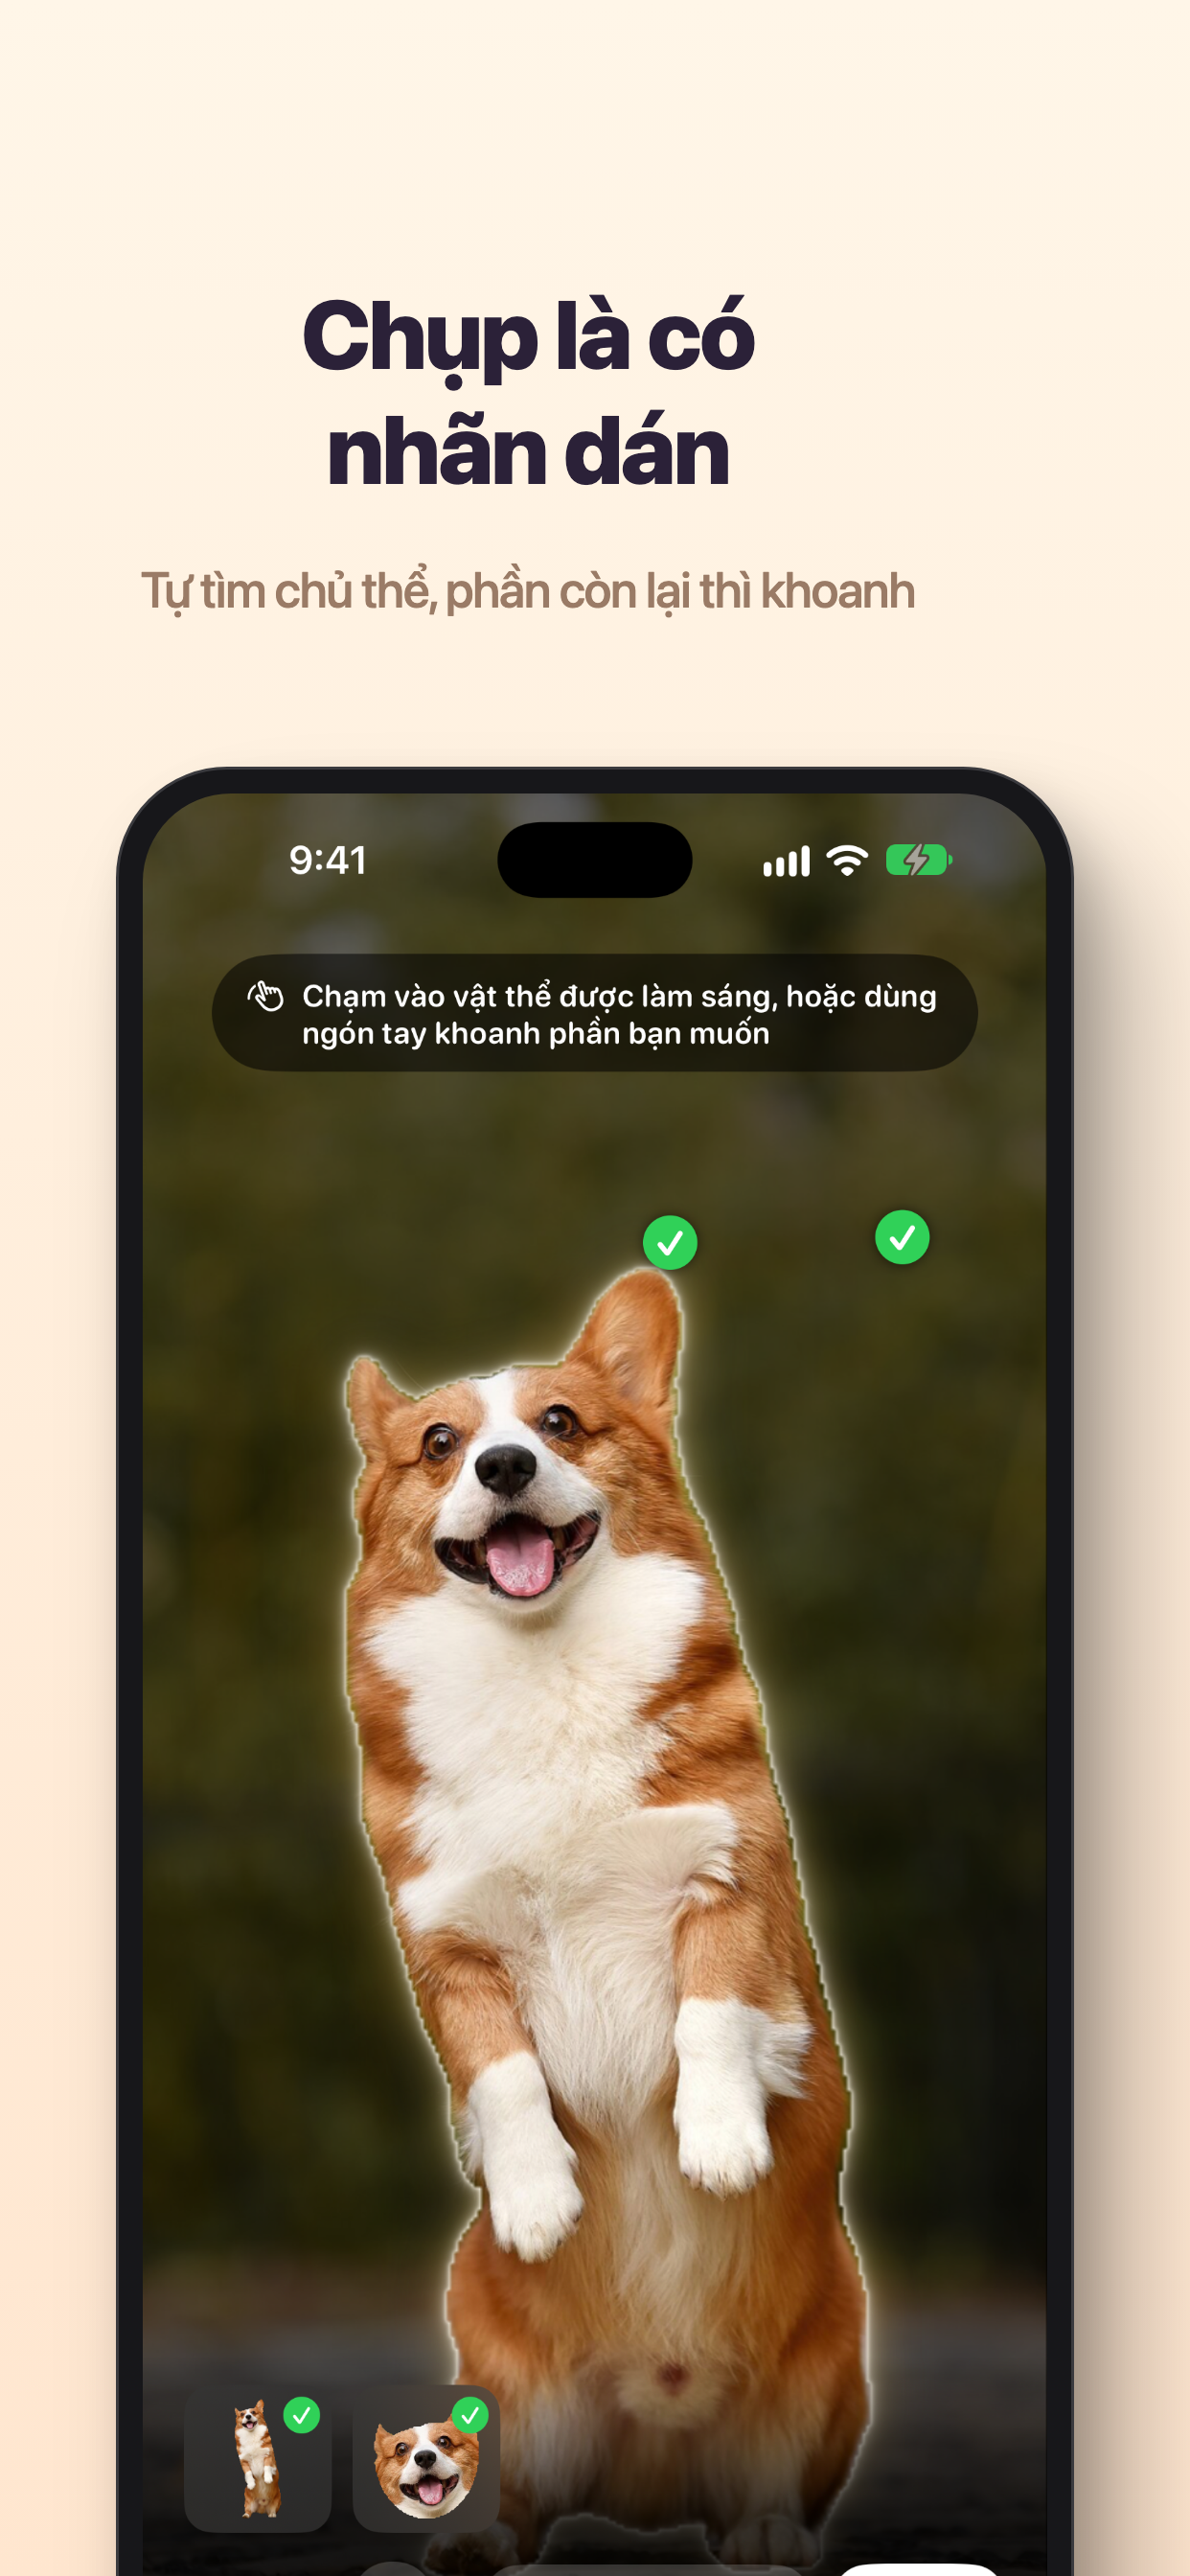 Chụp là có
nhãn dán
Tự tìm chủ thể, phần còn lại thì khoanh
9:41
Chạm vào vật thể được làm sáng, hoặc dùng
ngón tay khoanh phần bạn muốn